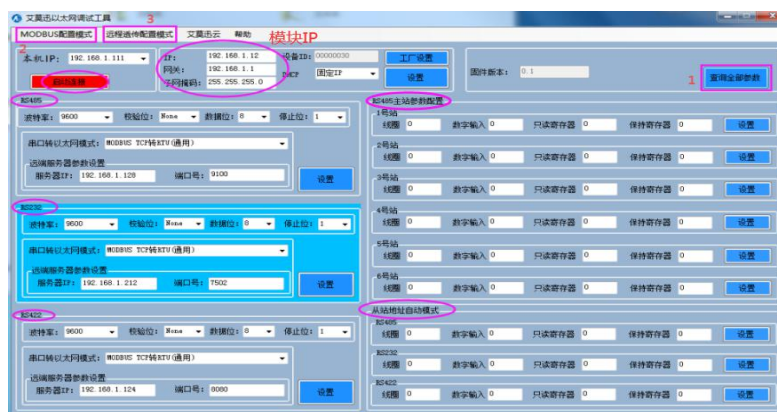 艾莫迅以太网调试工具
3
MODBUS配置模式 远程透传配置模式 艾莫迅云 帮助 模块IP
2
本机IP: 192.168.1.111
IP: 192.168.1.12
网关: 192.168.1.1
子网掩码: 255.255.255.0
设备ID: 00000030
DHCP 固定IP
工厂设置
设置
固件版本: 0.1
1 查询全部参数
RS485
波特率: 9600 校验位: None 数据位: 8 停止位: 1
串口转以太网模式: MODBUS TCP转RTU(通用)
远端服务器参数设置
服务器IP: 192.168.1.128 端口号: 9100 设置
RS232
波特率: 9600 校验位: None 数据位: 8 停止位: 1
串口转以太网模式: MODBUS TCP转RTU(通用)
远端服务器参数设置
服务器IP: 192.168.1.212 端口号: 7502 设置
RS422
波特率: 9600 校验位: None 数据位: 8 停止位: 1
串口转以太网模式: MODBUS TCP转RTU(通用)
远端服务器参数设置
服务器IP: 192.168.1.124 端口号: 8080 设置
RS485主站参数配置
1号站
线圈 0 数字输入 0 只读寄存器 0 保持寄存器 0 设置
2号站
线圈 0 数字输入 0 只读寄存器 0 保持寄存器 0 设置
3号站
线圈 0 数字输入 0 只读寄存器 0 保持寄存器 0 设置
4号站
线圈 0 数字输入 0 只读寄存器 0 保持寄存器 0 设置
5号站
线圈 0 数字输入 0 只读寄存器 0 保持寄存器 0 设置
6号站
线圈 0 数字输入 0 只读寄存器 0 保持寄存器 0 设置
从站地址自动模式
RS485
线圈 0 数字输入 0 只读寄存器 0 保持寄存器 0 设置
RS232
线圈 0 数字输入 0 只读寄存器 0 保持寄存器 0 设置
RS422
线圈 0 数字输入 0 只读寄存器 0 保持寄存器 0 设置